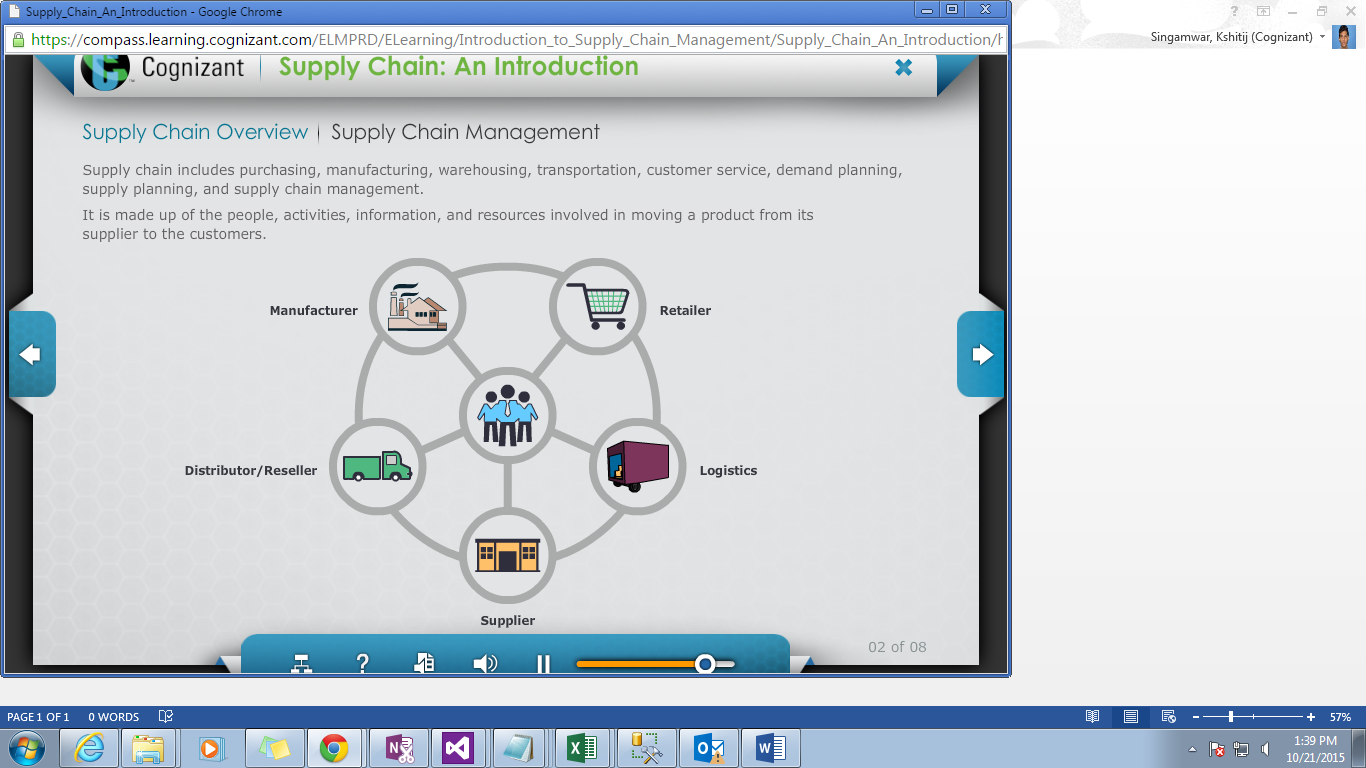 Supply_Chain_An_Introduction - Google Chrome
https://compass.learning.cognizant.com/ELMPRD/ELearning/Introduction_to_Supply_Chain_Management/Supply_Chain_An_Introduction/h
Singamwar, Kshitij (Cognizant)
Cognizant
Supply Chain: An Introduction
Supply Chain Overview | Supply Chain Management
Supply chain includes purchasing, manufacturing, warehousing, transportation, customer service, demand planning,
supply planning, and supply chain management.
It is made up of the people, activities, information, and resources involved in moving a product from its
supplier to the customers.
Manufacturer
Retailer
Distributor/Reseller
Logistics
Supplier
02 of 08
PAGE 1 OF 1
0 WORDS
57%
1:39 PM
10/21/2015